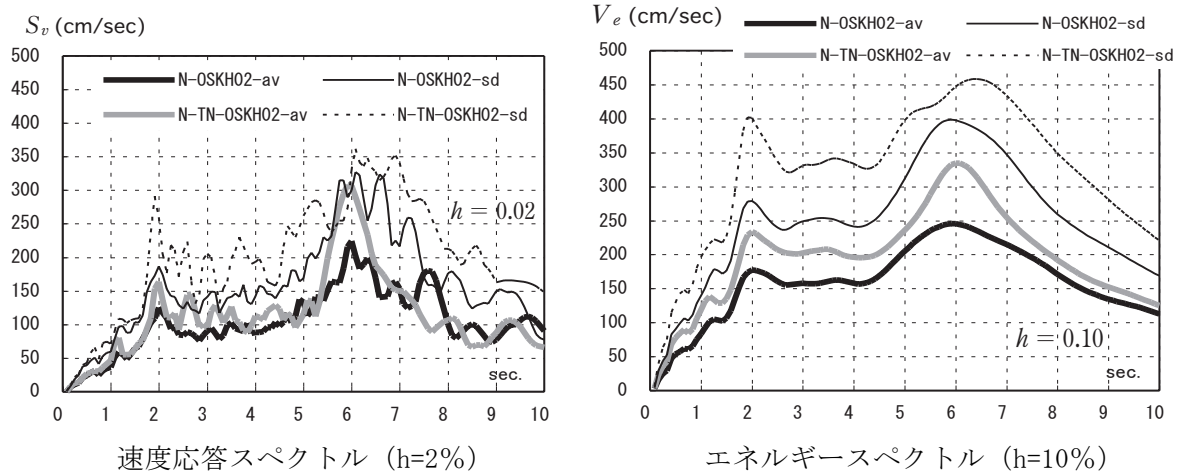 S_v (cm/sec)
500
450
400
350
300
250
200
150
100
50
0
N-OSKH02-av
N-OSKH02-sd
N-TN-OSKH02-av
N-TN-OSKH02-sd
h = 0.02
sec.
0 1 2 3 4 5 6 7 8 9 10
速度応答スペクトル (h=2%)
V_e (cm/sec)
N-OSKH02-av
N-OSKH02-sd
N-TN-OSKH02-av
N-TN-OSKH02-sd
500
450
400
350
300
250
200
150
100
50
0
h = 0.10
sec.
0 1 2 3 4 5 6 7 8 9 10
エネルギースペクトル (h=10%)